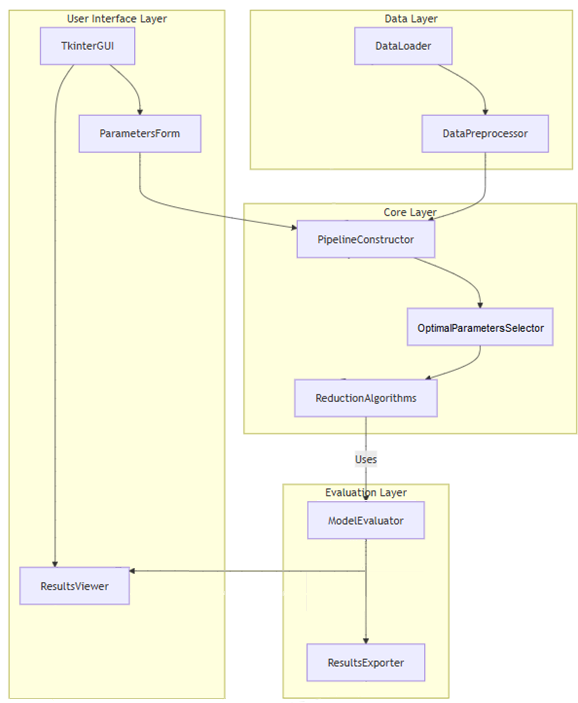 User Interface Layer
Data Layer
TkinterGUI
DataLoader
ParametersForm
DataPreprocessor
Core Layer
PipelineConstructor
OptimalParametersSelector
ReductionAlgorithms
Uses
Evaluation Layer
ModelEvaluator
ResultsViewer
ResultsExporter